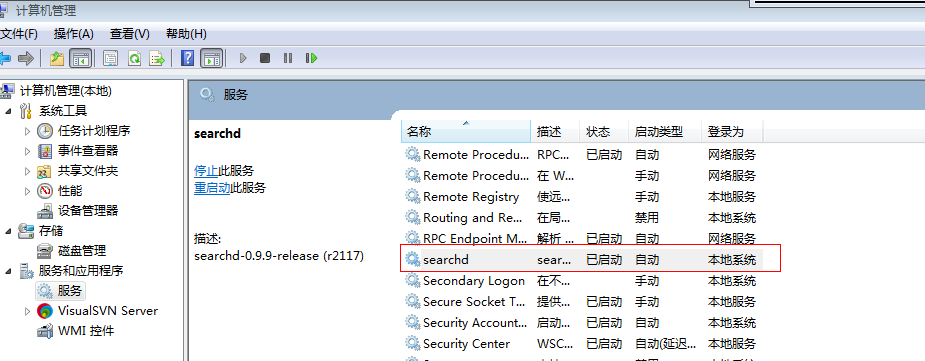 计算机管理
文件(F) 操作(A) 查看(V) 帮助(H)
计算机管理(本地)
系统工具
任务计划程序
事件查看器
共享文件夹
性能
设备管理器
存储
磁盘管理
服务和应用程序
服务
VisualSVN Server
WMI 控件
服务
searchd
停止此服务
重启动此服务
描述:
searchd-0.9.9-release (r2117)
名称 描述 状态 启动类型 登录为
Remote Procedu... RPC... 已启动 自动 网络服务
Remote Procedu... 在 W... 手动 网络服务
Remote Registry 使远... 手动 本地服务
Routing and Re... 在局... 禁用 本地系统
RPC Endpoint M... 解析 ... 已启动 自动 网络服务
searchd sear... 已启动 自动 本地系统
Secondary Logon 在不... 手动 本地系统
Secure Socket T... 提供... 已启动 手动 本地服务
Security Account... 启动... 已启动 自动 本地系统
Security Center WSC... 已启动 自动(延迟... 本地服务